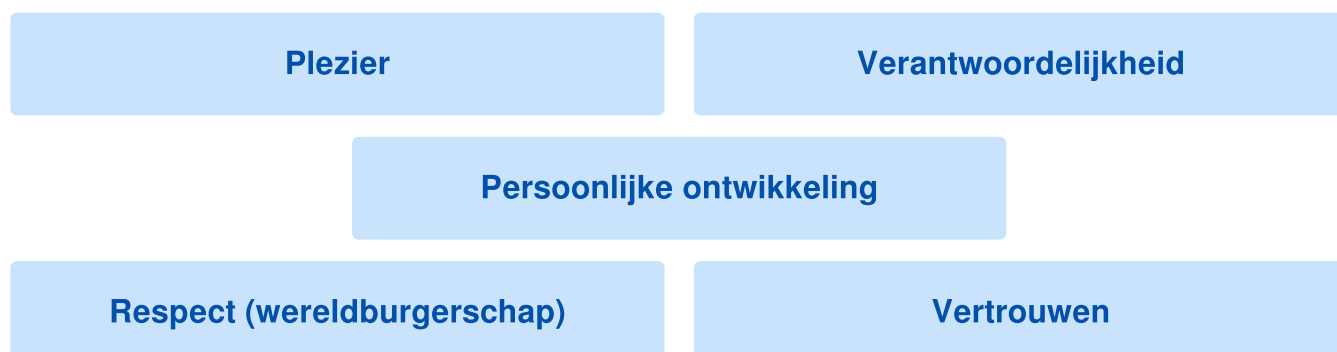 Plezier
Verantwoordelijkheid
Persoonlijke ontwikkeling
Respect (wereldburgerschap)
Vertrouwen